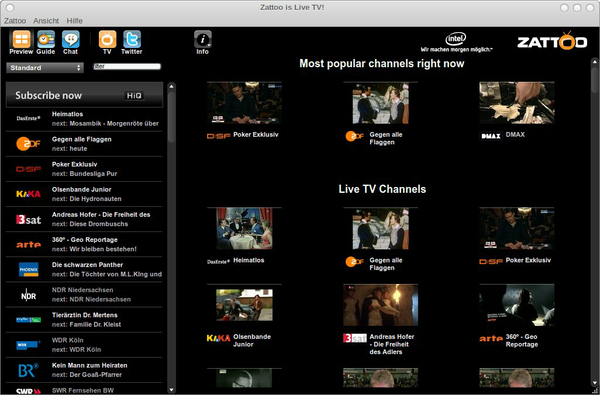 Zattoo is Live TV!
Zattoo Ansicht Hilfe
Preview Guide Chat TV Twitter Info
intel
Wir machen morgen möglich.™
ZATTOO
Standard
filter
Subscribe now HiQ
DasErste Heimatlos
next: Mosambik - Morgenröte über
ZDF Gegen alle Flaggen
next: heute
DSF Poker Exklusiv
next: Bundesliga Pur
KiKA Olsenbande Junior
next: Die Hydronauten
3sat Andreas Hofer - Die Freiheit des
next: Diese Drombuschs
arte 360º - Geo Reportage
next: Wir bleiben bestehen!
PHOENIX Die schwarzen Panther
next: Die Töchter von M.L.KIng und
NDR NDR Niedersachsen
next: NDR Niedersachsen
Tierärztin Dr. Mertens
next: Familie Dr. Kleist
WDR WDR Köln
next: WDR Köln
BR Kein Mann zum Heiraten
next: Der Goaß-Pfarrer
SWR SWR Fernsehen BW
Most popular channels right now
DSF Poker Exklusiv
ZDF Gegen alle
Flaggen
DMAX DMAX
Live TV Channels
DasErste Heimatlos
ZDF Gegen alle
Flaggen
DSF Poker Exklusiv
KiKA Olsenbande
Junior
3sat Andreas Hofer
- Die Freiheit
des Adlers
arte 360º - Geo
Reportage